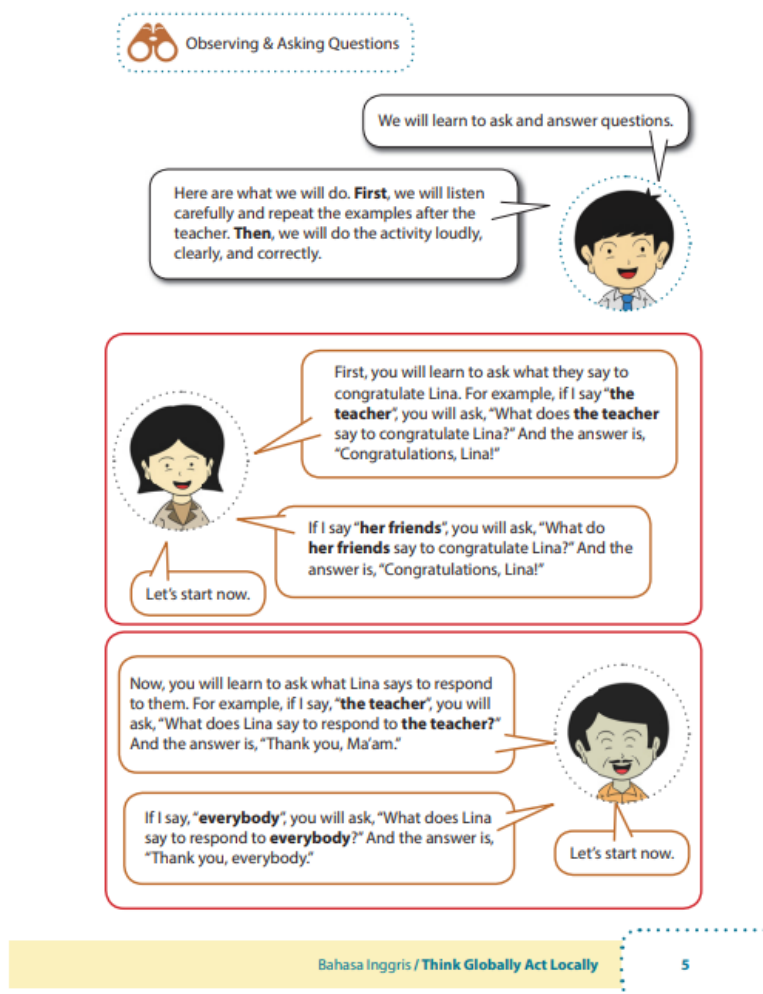 Observing & Asking Questions
We will learn to ask and answer questions.
Here are what we will do. First, we will listen
carefully and repeat the examples after the
teacher. Then, we will do the activity loudly,
clearly, and correctly.
First, you will learn to ask what they say to
congratulate Lina. For example, if I say “the
teacher”, you will ask, “What does the teacher
say to congratulate Lina?” And the answer is,
“Congratulations, Lina!”
If I say “her friends”, you will ask, “What do
her friends say to congratulate Lina?” And the
answer is, “Congratulations, Lina!”
Let’s start now.
Now, you will learn to ask what Lina says to respond
to them. For example, if I say, “the teacher”, you will
ask, “What does Lina say to respond to the teacher?”
And the answer is, “Thank you, Ma’am.”
If I say, “everybody”, you will ask, “What does Lina
say to respond to everybody?” And the answer is,
“Thank you, everybody.”
Let’s start now.
Bahasa Inggris / Think Globally Act Locally
5